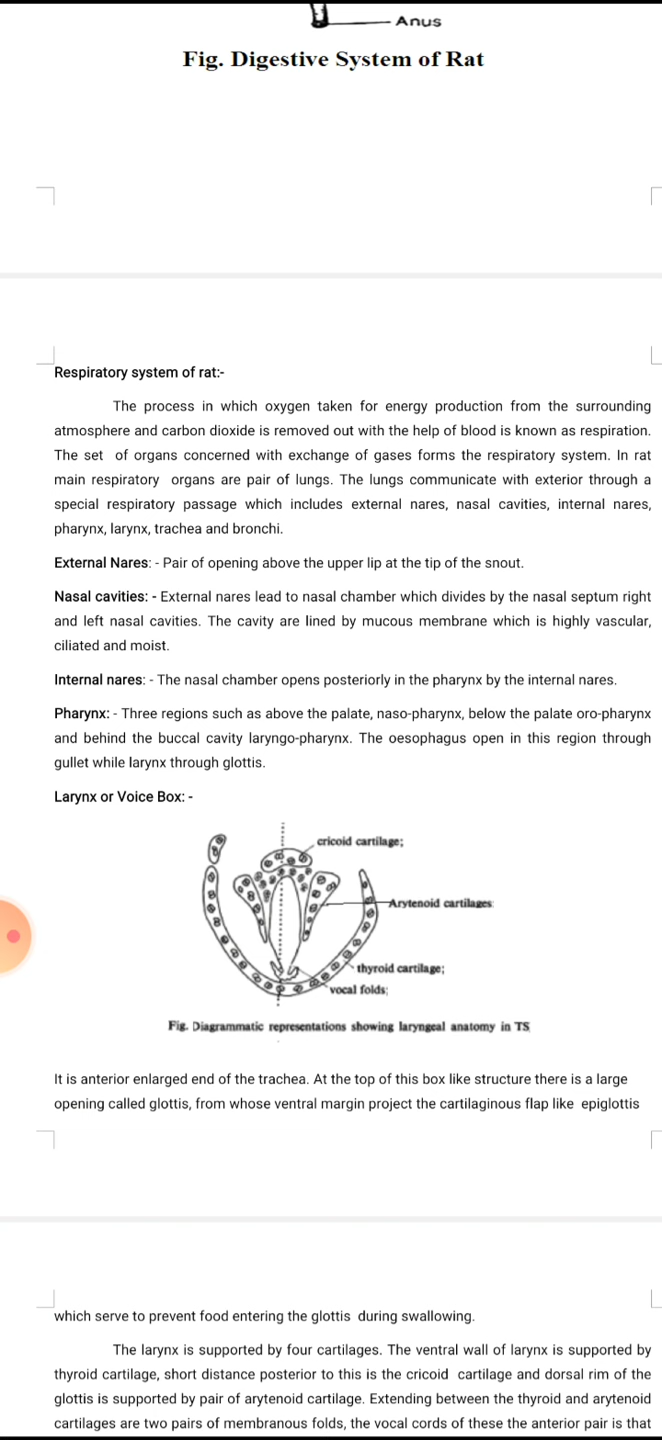 Anus
Fig. Digestive System of Rat
Respiratory system of rat:-
The process in which oxygen taken for energy production from the surrounding
atmosphere and carbon dioxide is removed out with the help of blood is known as respiration.
The set of organs concerned with exchange of gases forms the respiratory system. In rat
main respiratory organs are pair of lungs. The lungs communicate with exterior through a
special respiratory passage which includes external nares, nasal cavities, internal nares,
pharynx, larynx, trachea and bronchi.
External Nares: - Pair of opening above the upper lip at the tip of the snout.
Nasal cavities: - External nares lead to nasal chamber which divides by the nasal septum right
and left nasal cavities. The cavity are lined by mucous membrane which is highly vascular,
ciliated and moist.
Internal nares: - The nasal chamber opens posteriorly in the pharynx by the internal nares.
Pharynx: - Three regions such as above the palate, naso-pharynx, below the palate oro-pharynx
and behind the buccal cavity laryngo-pharynx. The oesophagus open in this region through
gullet while larynx through glottis.
Larynx or Voice Box: -
cricoid cartilage;
Arytenoid cartilages:
thyroid cartilage;
vocal folds;
Fig. Diagrammatic representations showing laryngeal anatomy in TS
It is anterior enlarged end of the trachea. At the top of this box like structure there is a large
opening called glottis, from whose ventral margin project the cartilaginous flap like epiglottis
which serve to prevent food entering the glottis during swallowing.
The larynx is supported by four cartilages. The ventral wall of larynx is supported by
thyroid cartilage, short distance posterior to this is the cricoid cartilage and dorsal rim of the
glottis is supported by pair of arytenoid cartilage. Extending between the thyroid and arytenoid
cartilages are two pairs of membranous folds, the vocal cords of these the anterior pair is that